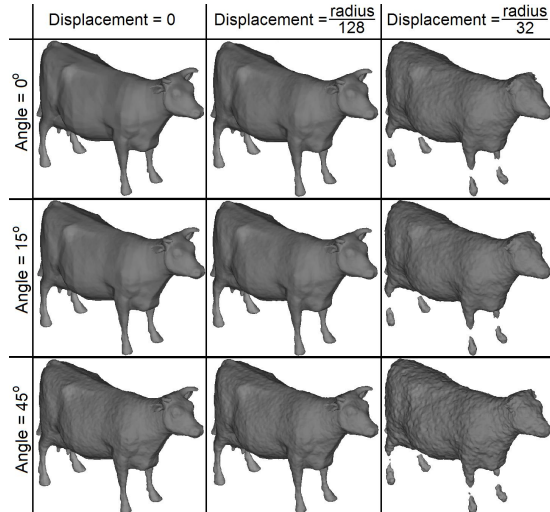 Displacement = 0
Displacement = radius/128
Displacement = radius/32
Angle = 0°
Angle = 15°
Angle = 45°